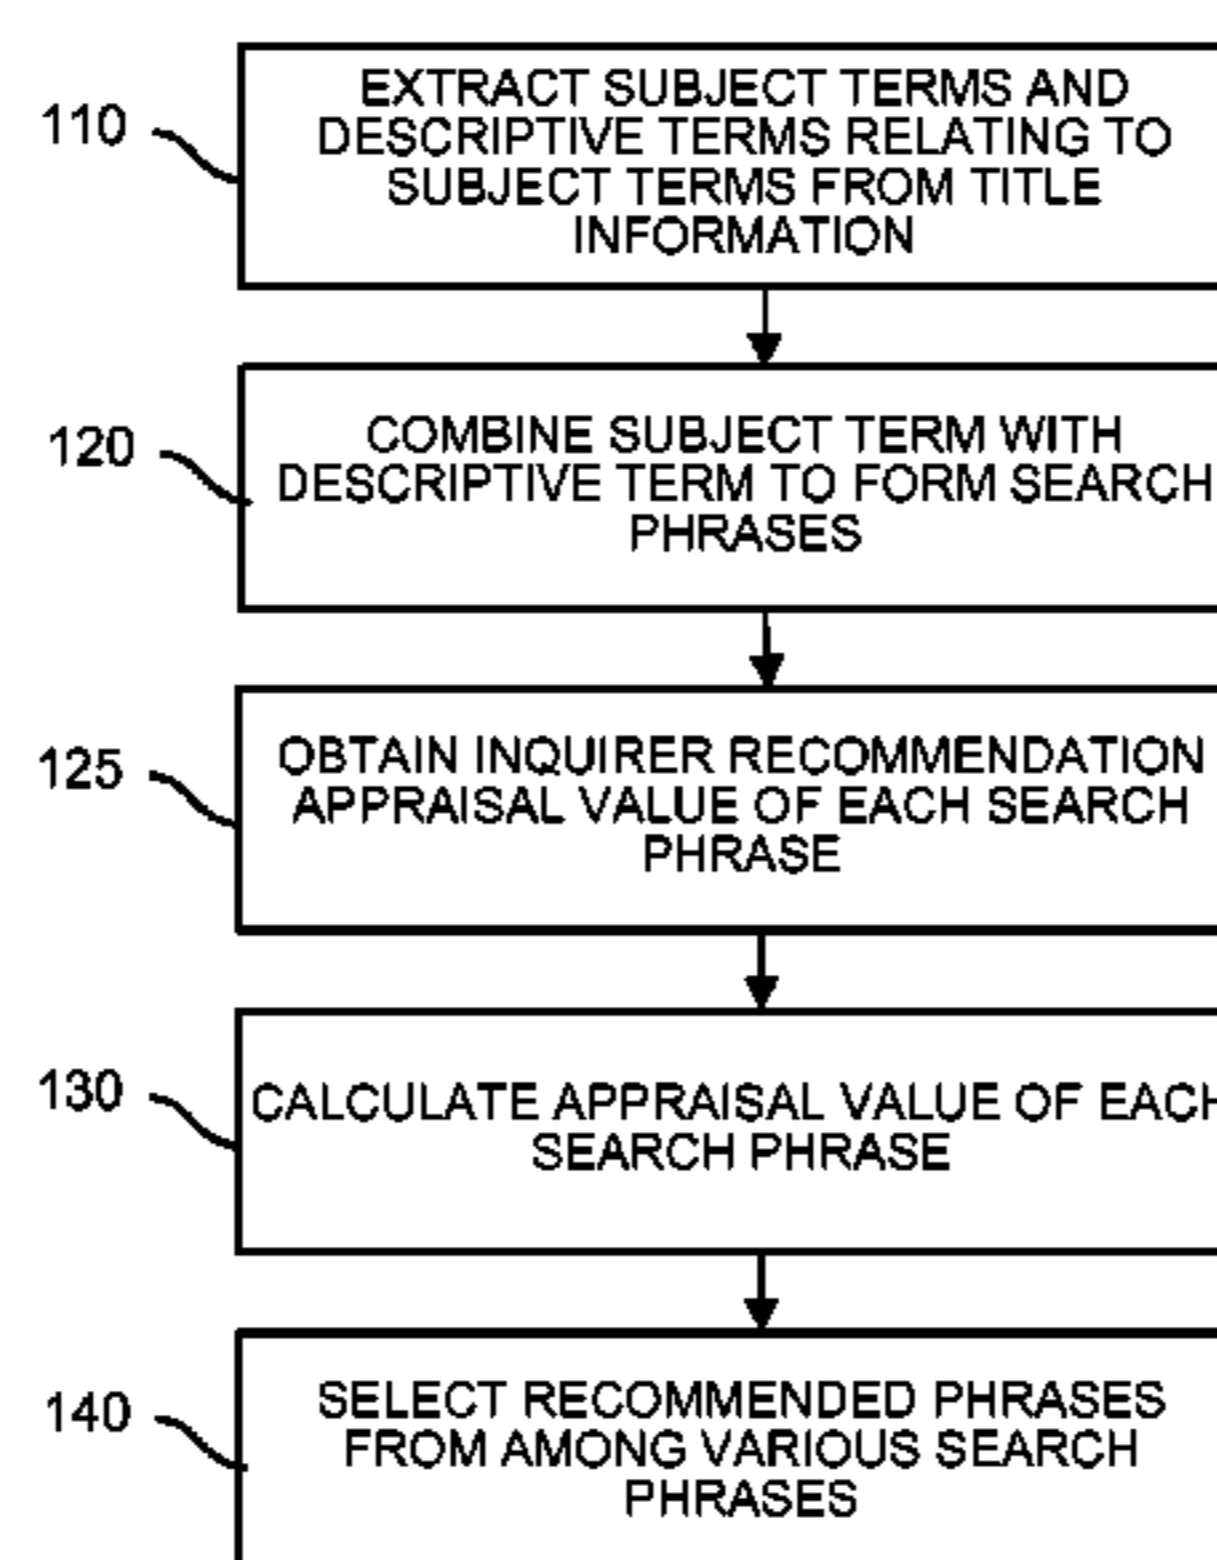 110
EXTRACT SUBJECT TERMS AND
DESCRIPTIVE TERMS RELATING TO
SUBJECT TERMS FROM TITLE
INFORMATION
120
COMBINE SUBJECT TERM WITH
DESCRIPTIVE TERM TO FORM SEARCH
PHRASES
125
OBTAIN INQUIRER RECOMMENDATION
APPRAISAL VALUE OF EACH SEARCH
PHRASE
130
CALCULATE APPRAISAL VALUE OF EACH
SEARCH PHRASE
140
SELECT RECOMMENDED PHRASES
FROM AMONG VARIOUS SEARCH
PHRASES